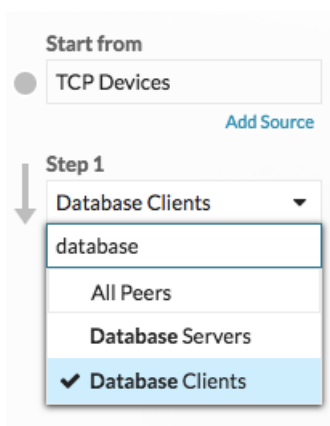 Start from
TCP Devices
Add Source
Step 1
Database Clients
database
All Peers
Database Servers
Database Clients